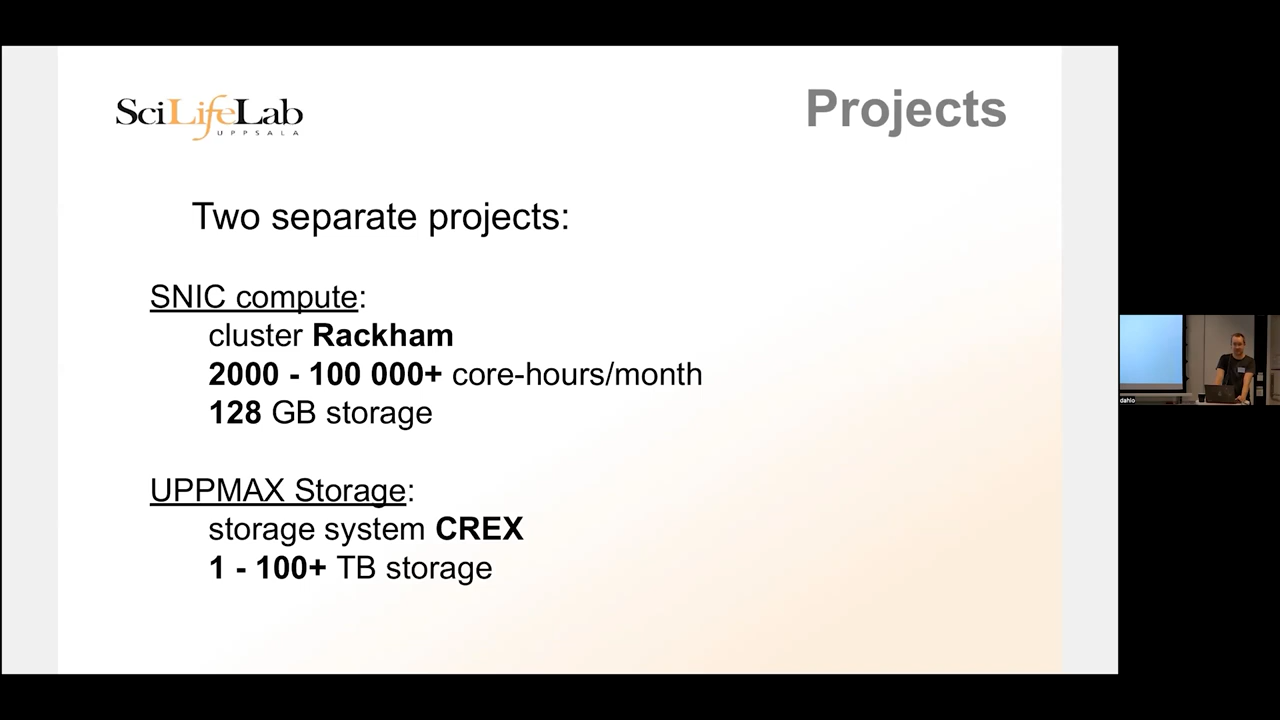 SciLifeLab
UPPSALA
Projects
Two separate projects:
SNIC compute:
cluster Rackham
2000 - 100 000+ core-hours/month
128 GB storage
UPPMAX Storage:
storage system CREX
1 - 100+ TB storage
dahlo